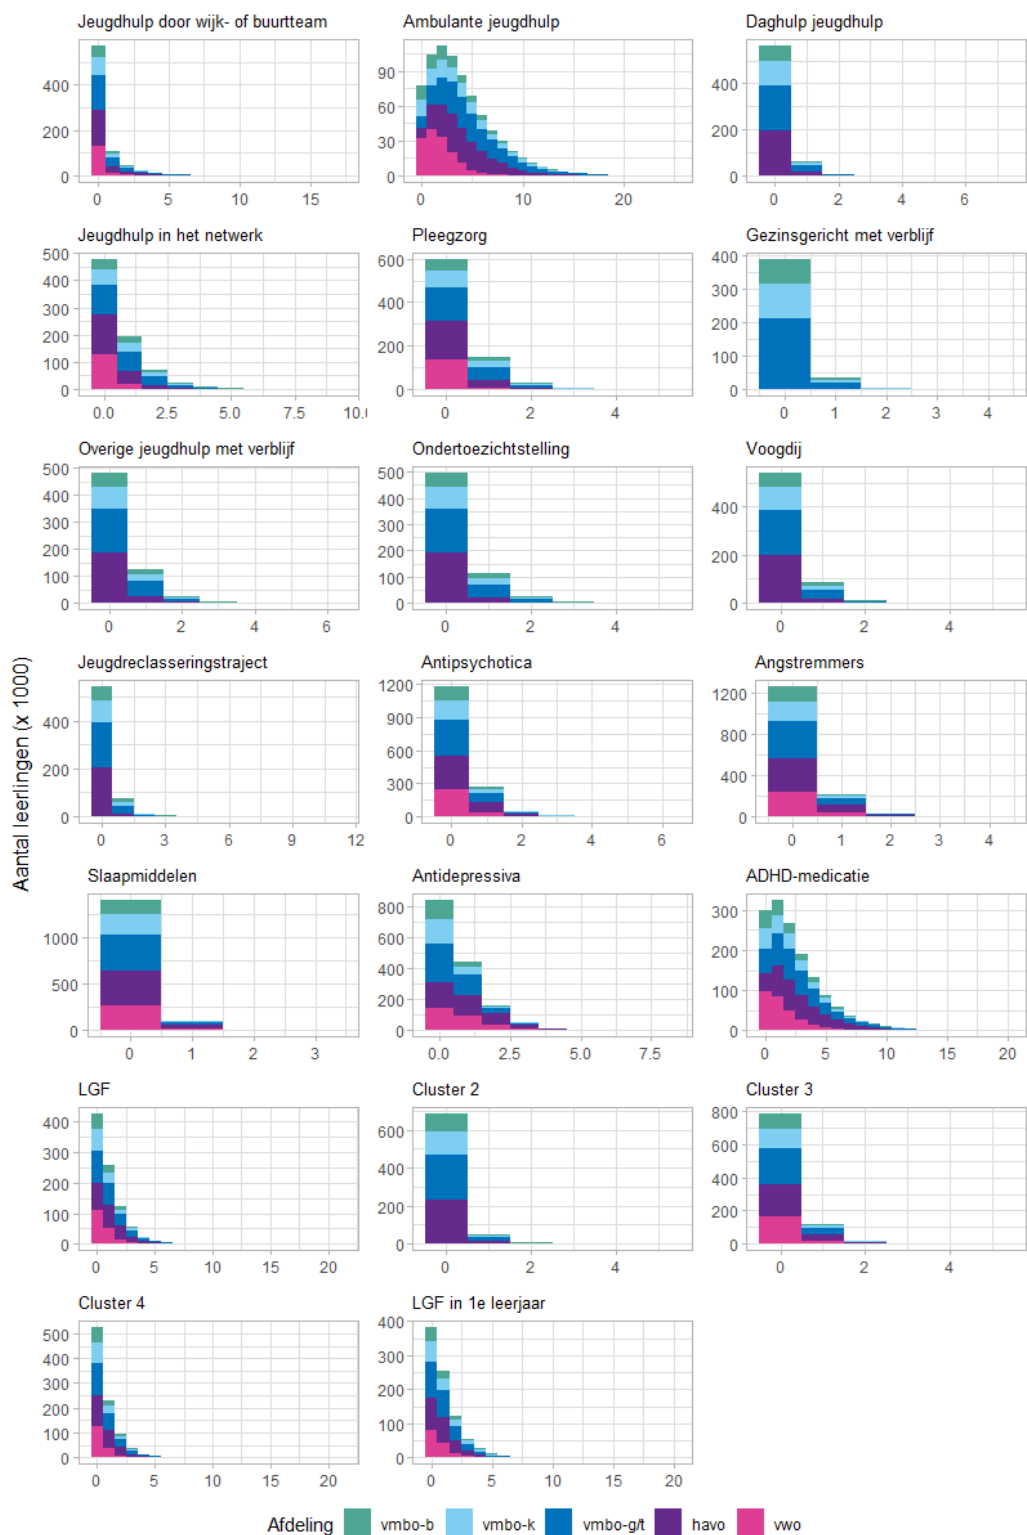 Jeugdhulp door wijk- of buurtteam Ambulante jeugdhulp Daghulp jeugdhulp
400 200 0 90 60 30 0 400 200 0
0 5 10 15 0 10 20 0 2 4 6
Jeugdhulp in het netwerk Pleegzorg Gezinsgericht met verblijf
500 400 300 200 100 0 600 400 200 0 400 300 200 100 0
0.0 2.5 5.0 7.5 10.( 0 2 4 0 1 2 3 4
Overige jeugdhulp met verblijf Ondertoezichtstelling Voogdij
500 400 300 200 100 0 500 400 300 200 100 0 400 200 0
0 2 4 6 0 2 4 0 2 4
Aantal leerlingen (x 1000)
Jeugdreclasseringstraject Antipsychotica Angstremmers
400 200 0 1200 900 600 300 0 1200 800 400 0
0 3 6 9 12 0 2 4 6 0 1 2 3 4
Slaapmiddelen Antidepressiva ADHD-medicatie
1000 500 0 800 600 400 200 0 300 200 100 0
0 1 2 3 0.0 2.5 5.0 7.5 0 5 10 15 20
LGF Cluster 2 Cluster 3
400 300 200 100 0 600 400 200 0 800 600 400 200 0
0 5 10 15 20 0 2 4 0 2 4
Cluster 4 LGF in 1e leerjaar
500 400 300 200 100 0 400 300 200 100 0
0 5 10 15 20 0 5 10 15 20
Afdeling vmbo-b vmbo-k vmbo-g/t havo vwo